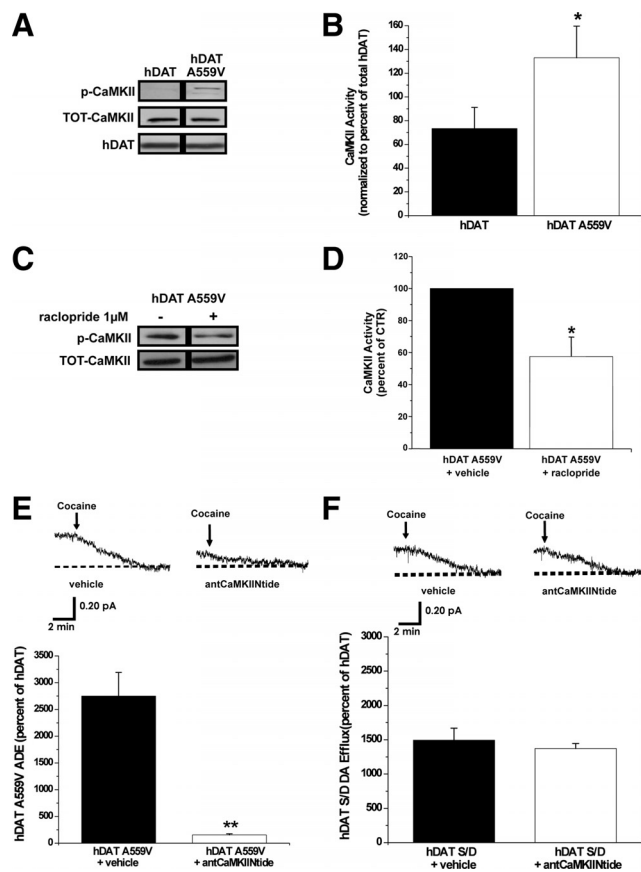 A
hDAT
hDAT
A559V
p-CaMKII
TOT-CaMKII
hDAT
B
CaMKII Activity
(normalized to percent of total hDAT)
160
140
120
100
80
60
40
20
0
*
hDAT
hDAT A559V
C
hDAT A559V
raclopride 1µM - +
p-CaMKII
TOT-CaMKII
D
CaMKII Activity
(percent of CTR)
120
100
80
60
40
20
0
*
hDAT A559V
+ vehicle
hDAT A559V
+ raclopride
E
Cocaine
Cocaine
vehicle
antCaMKIINtide
0.20 pA
2 min
hDAT A559V ADE (percent of hDAT)
3500
3000
2500
2000
1500
1000
500
0
**
hDAT A559V
+ vehicle
hDAT A559V
+ antCaMKIINtide
F
Cocaine
Cocaine
vehicle
antCaMKIINtide
0.20 pA
2 min
hDAT S/D DA Efflux(percent of hDAT)
3000
2500
2000
1500
1000
500
0
hDAT S/D
+ vehicle
hDAT S/D
+ antCaMKIINtide